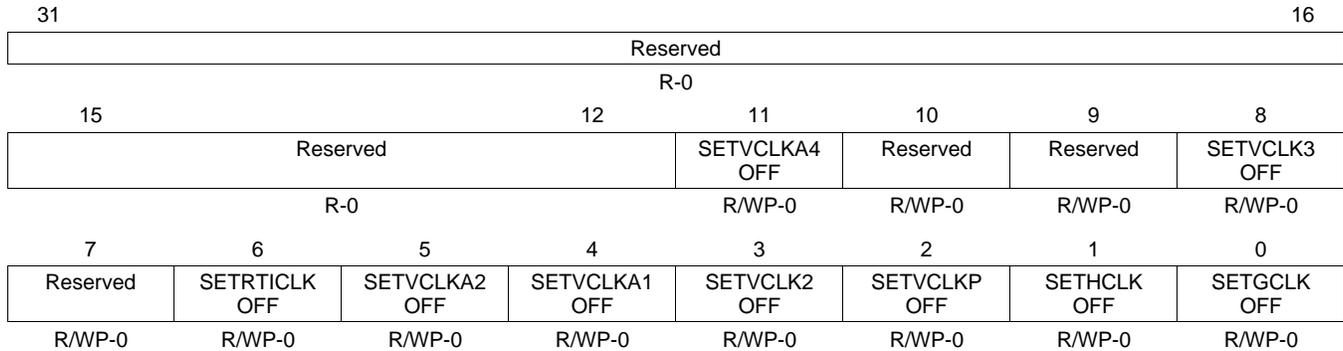 31 16
Reserved
R-0
15 12 11 10 9 8
Reserved SETVCLKA4 OFF Reserved Reserved SETVCLK3 OFF
R-0 R/WP-0 R/WP-0 R/WP-0 R/WP-0
7 6 5 4 3 2 1 0
Reserved SETRTICLK OFF SETVCLKA2 OFF SETVCLKA1 OFF SETVCLK2 OFF SETVCLKP OFF SETHCLK OFF SETGCLK OFF
R/WP-0 R/WP-0 R/WP-0 R/WP-0 R/WP-0 R/WP-0 R/WP-0 R/WP-0